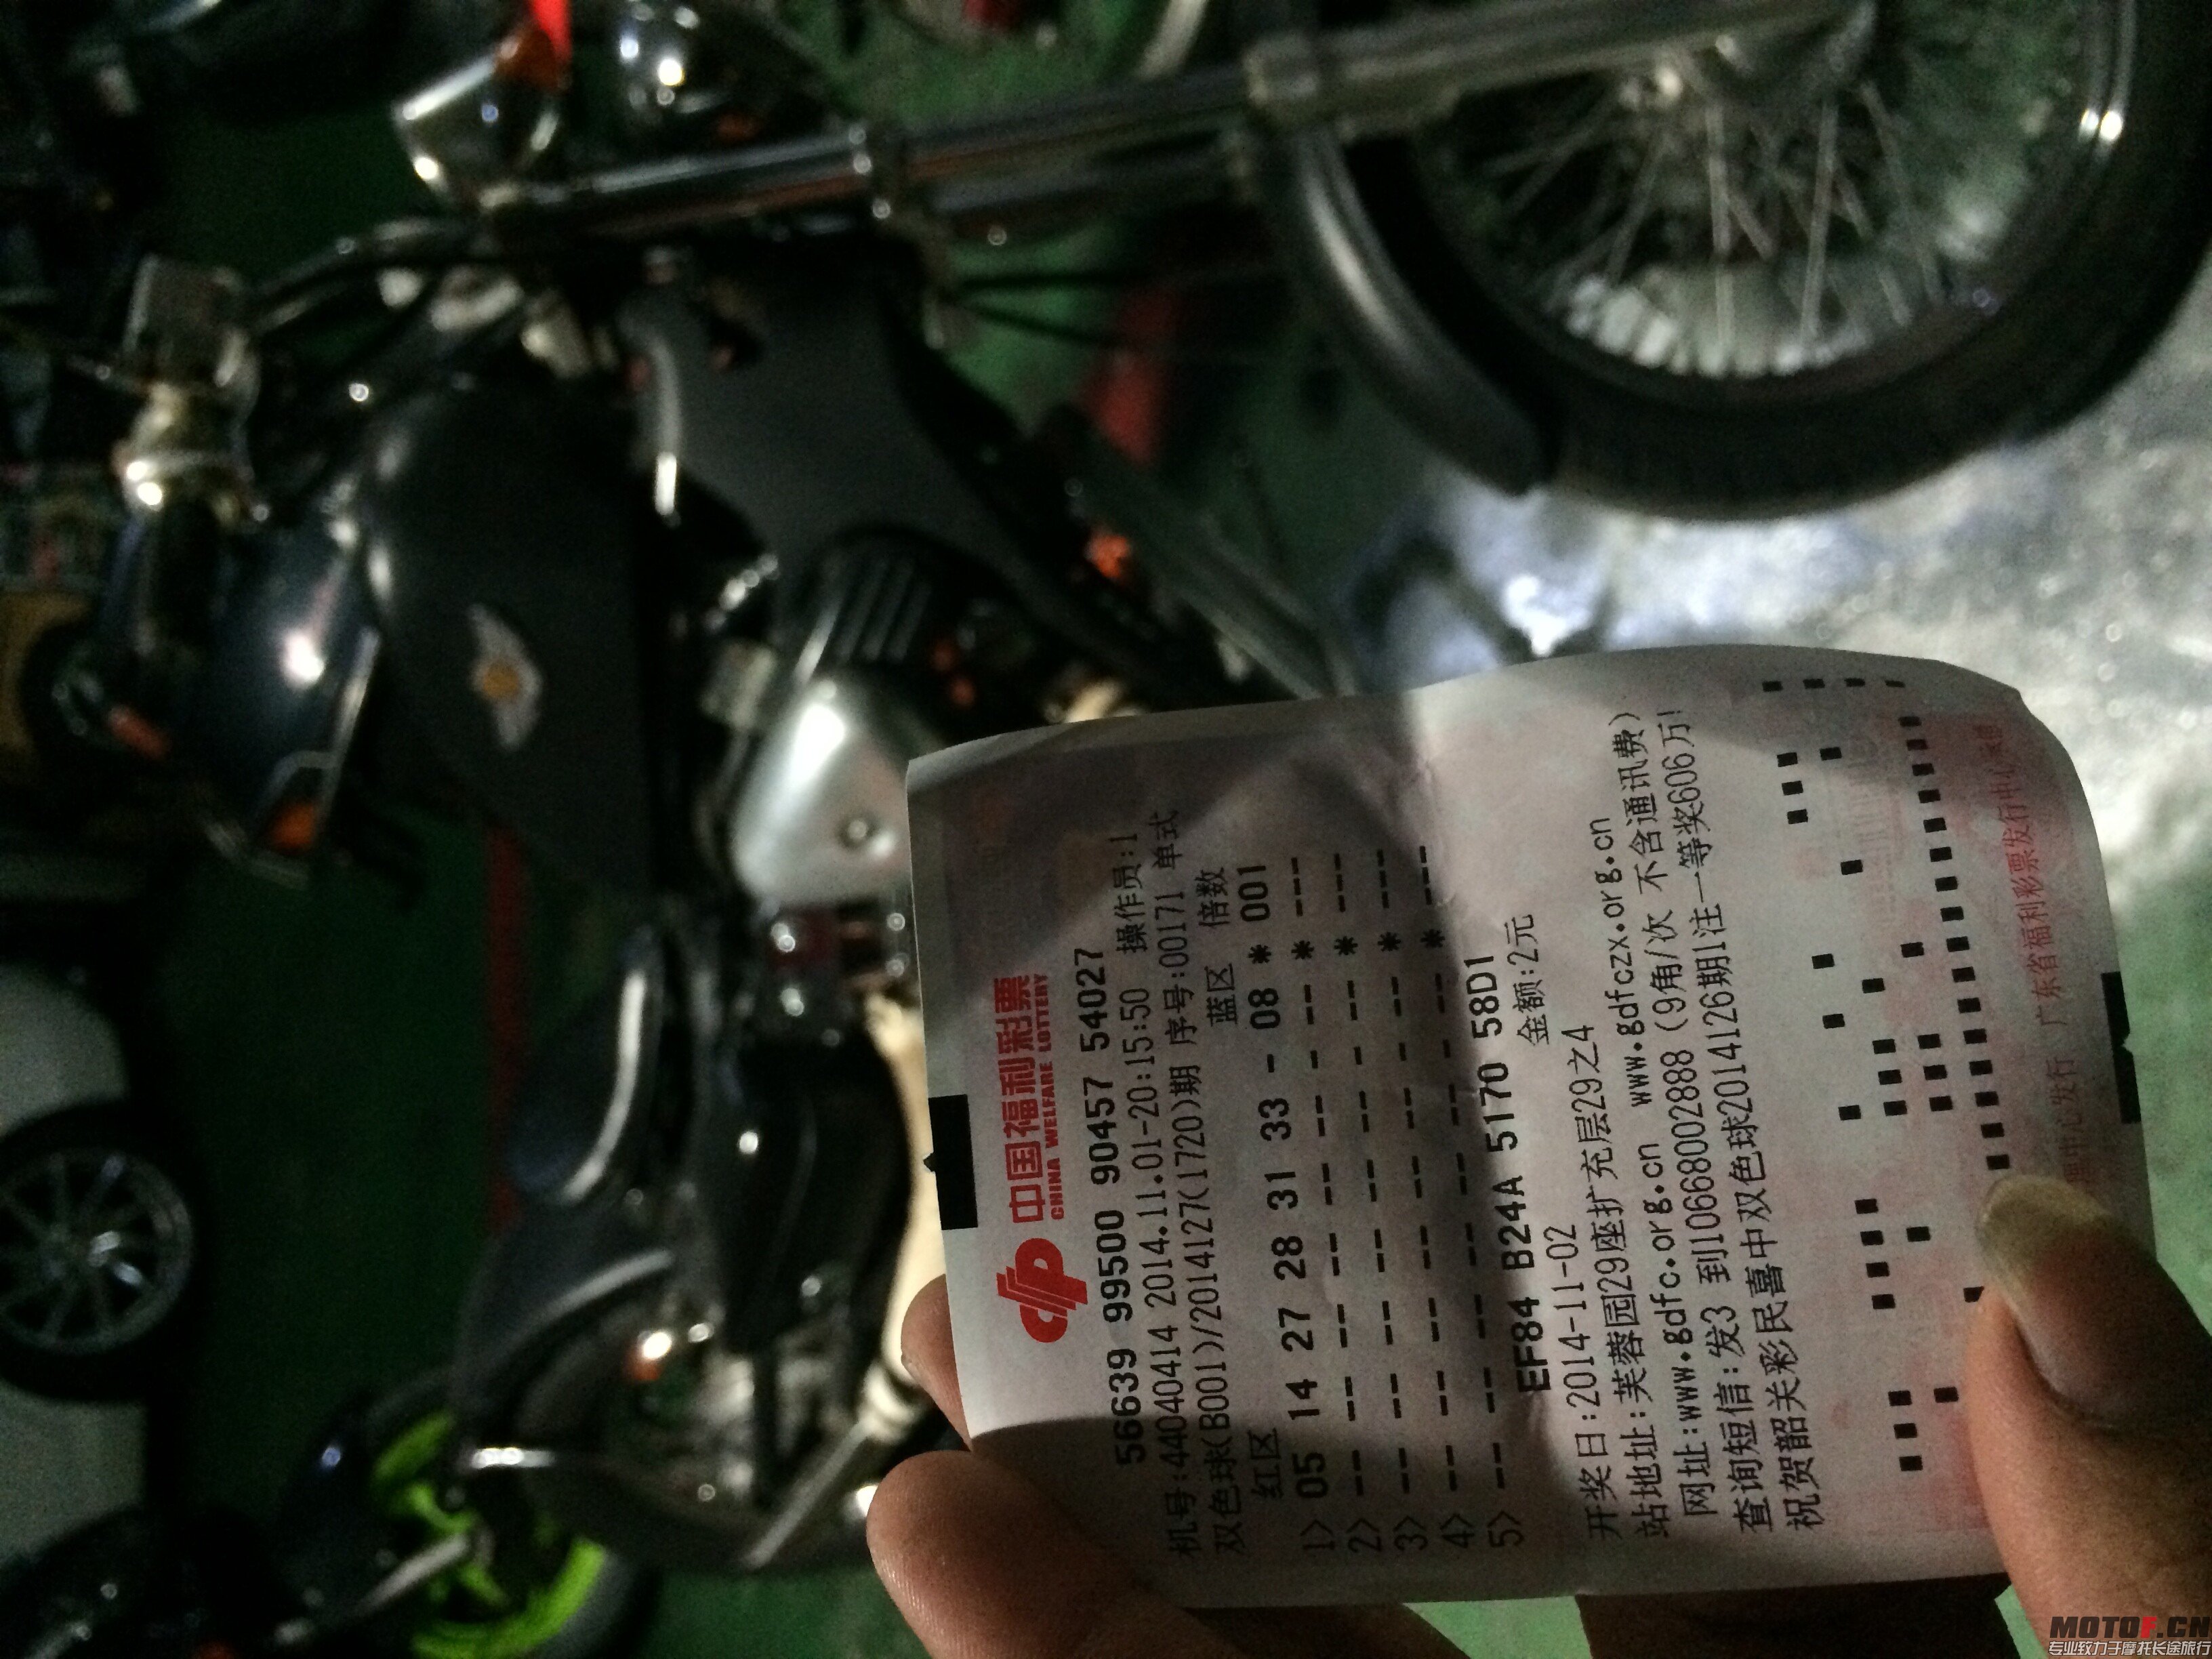 中国福利彩票
CHINA WELFARE LOTTERY
56639 99500 90457 54027
机号:44040414 2014.11.01-20:15:50 操作员:1
双色球(B001)/2014127(1720)期 序号:00171 单式
红区 蓝区 倍数
1) 05 14 27 28 31 33 - 08 * 001
2) -- -- -- -- -- -- - -- * ---
3) -- -- -- -- -- -- - -- * ---
4) -- -- -- -- -- -- - -- * ---
5) -- -- -- -- -- -- - -- * ---
EF84 B24A 5170 58D1
开奖日:2014-11-02 金额:2元
站地址:芙蓉园29座扩充层29之4
网址:www.gdfc.org.cn www.gdfczx.org.cn
查询短信:发3 到10668002888 (9角/次 不含通讯费)
祝贺韶关彩民喜中双色球2014126期1注一等奖606万!
广东省福利彩票发行中心
MOTOF.CN
专业致力于摩托长途旅行